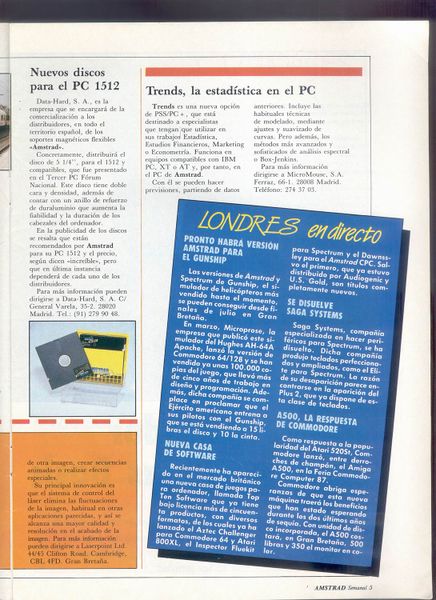 Nuevos discos
para el PC 1512
Data-Hard, S. A., es la
empresa que se encargará de la
comercialización a los
distribuidores, en todo el
territorio español, de los
soportes magnéticos flexibles
«Amstrad».
Concretamente, distribuirá el
disco de 5 1/4'', para el 1512 y
compatibles, que fue presentado
en el Tercer PC Fórum
Nacional. Este disco tiene doble
cara y densidad, además de
contar con un anillo de refuerzo
de duraluminio que aumenta la
fiabilidad y la duración de los
cabezales del ordenador.
En la publicidad de los discos
se resalta que están
recomendados por Amstrad
para su PC 1512 y el precio,
según dicen «increíble», pero
que en última instancia
dependerá de cada uno de los
distribuidores.
Para más información pueden
dirigirse a Data-Hard, S. A. C/
General Varela, 35-2. 28020
Madrid. Tel.: (91) 279 90 48.
de otra imagen, crear secuencias
animadas o realizar efectos
especiales.
Su principal innovación es
que el sistema de control del
láser elimina las fluctuaciones
de la imagen, habitual en otras
aplicaciones parecidas, y así se
alcanza una mayor calidad y
resolución en el acabado de la
imagen. Para más información
pueden dirigirse a Laserpoint Ltd.
44/45 Clifton Road. Cambridge,
CBL 4FD. Gran Bretaña.
Trends, la estadística en el PC
Trends es una nueva opción
de PSS/PC+, que está
destinado a especialistas
que tengan que utilizar en
sus trabajos Estadística,
Estudios Financieros, Marketing
o Econometría. Funciona en
equipos compatibles con IBM
PC, XT o AT y, por tanto, en
el PC de Amstrad.
Con él se pueden hacer
previsiones, partiendo de datos
anteriores. Incluye las
habituales técnicas
de modelado, mediante
ajustes y suavizado de
curvas. Pero además, los
métodos más avanzados y
sofisticados de análisis espectral
o Box-Jenkins.
Para más información
dirigirse a MicroMouse, S.A.
Ferraz, 66-1. 28008 Madrid.
Teléfono: 274 37 03.
LONDRES en directo
PRONTO HABRÁ VERSIÓN
AMSTRAD PARA
EL GUNSHIP
Las versiones de Amstrad y
Spectrum de Gunship, el si-
mulador de helicópteros más
vendido hasta el momento,
se pueden conseguir desde fi-
nales de julio en Gran
Bretaña.
En marzo, Microprose, la
empresa que publicó este si-
mulador del Hughes AH-64A
Apache, lanzó la versión de
Commodore 64/128 y se han
vendido ya unas 100.000 co-
pias del juego, que llevó más
de cinco años de trabajo en
diseño y programación. Ade-
más, dicha compañía se com-
place en proclamar que el
Ejército americano entrena a
sus pilotos con el Gunship,
que se está vendiendo a 15 li-
bras el disco y 10 la cinta.
NUEVA CASA
DE SOFTWARE
Recientemente ha apareci-
do en el mercado británico
una nueva casa de juegos pa-
ra ordenador, llamada Top
Ten Software que ya tiene
bajo licencia más de cincuen-
ta productos, con diversos
formatos, de los cuales ya han
lanzado el Aztec Challenger
para Commodore 64 y Atari
800XL, el Inspector Fluekit
para Spectrum y el Dawnss-
ley para el Amstrad CPC. Sal-
vo el primero, que ya estuvo
distribuido por Audiogenic y
U.S. Gold, son títulos com-
pletamente nuevos.
SE DISUELVE
SAGA SYSTEMS
Saga Systems, compañía
especializada en hacer peri-
féricos para Spectrum, se ha
disuelto. Dicha compañía
produjo teclados perfecciona-
dos y ampliados, como el Eli-
te para Spectrum. La razón
de su desaparición parece en-
contrarse en la aparición del
Plus 2, que ya dispone de es-
ta clase de teclados.
A500, LA RESPUESTA
DE COMMODORE
Como respuesta a la popu-
laridad del Atari 520St, Com-
modore lanzó, entre derro-
ches de champán, el Amiga
A500, en la Feria Commodo-
re Computer 87.
Commodore abriga espe-
ranzas de que esta nueva
máquina traerá los beneficios
que han estado esperando
durante los dos últimos años
de sequía. Con unidad de dis-
co incorporada, el A500 cos-
tará, en Gran Bretaña, 500
libras y 350 el monitor en co-
lor.
AMSTRAD Semanal 5